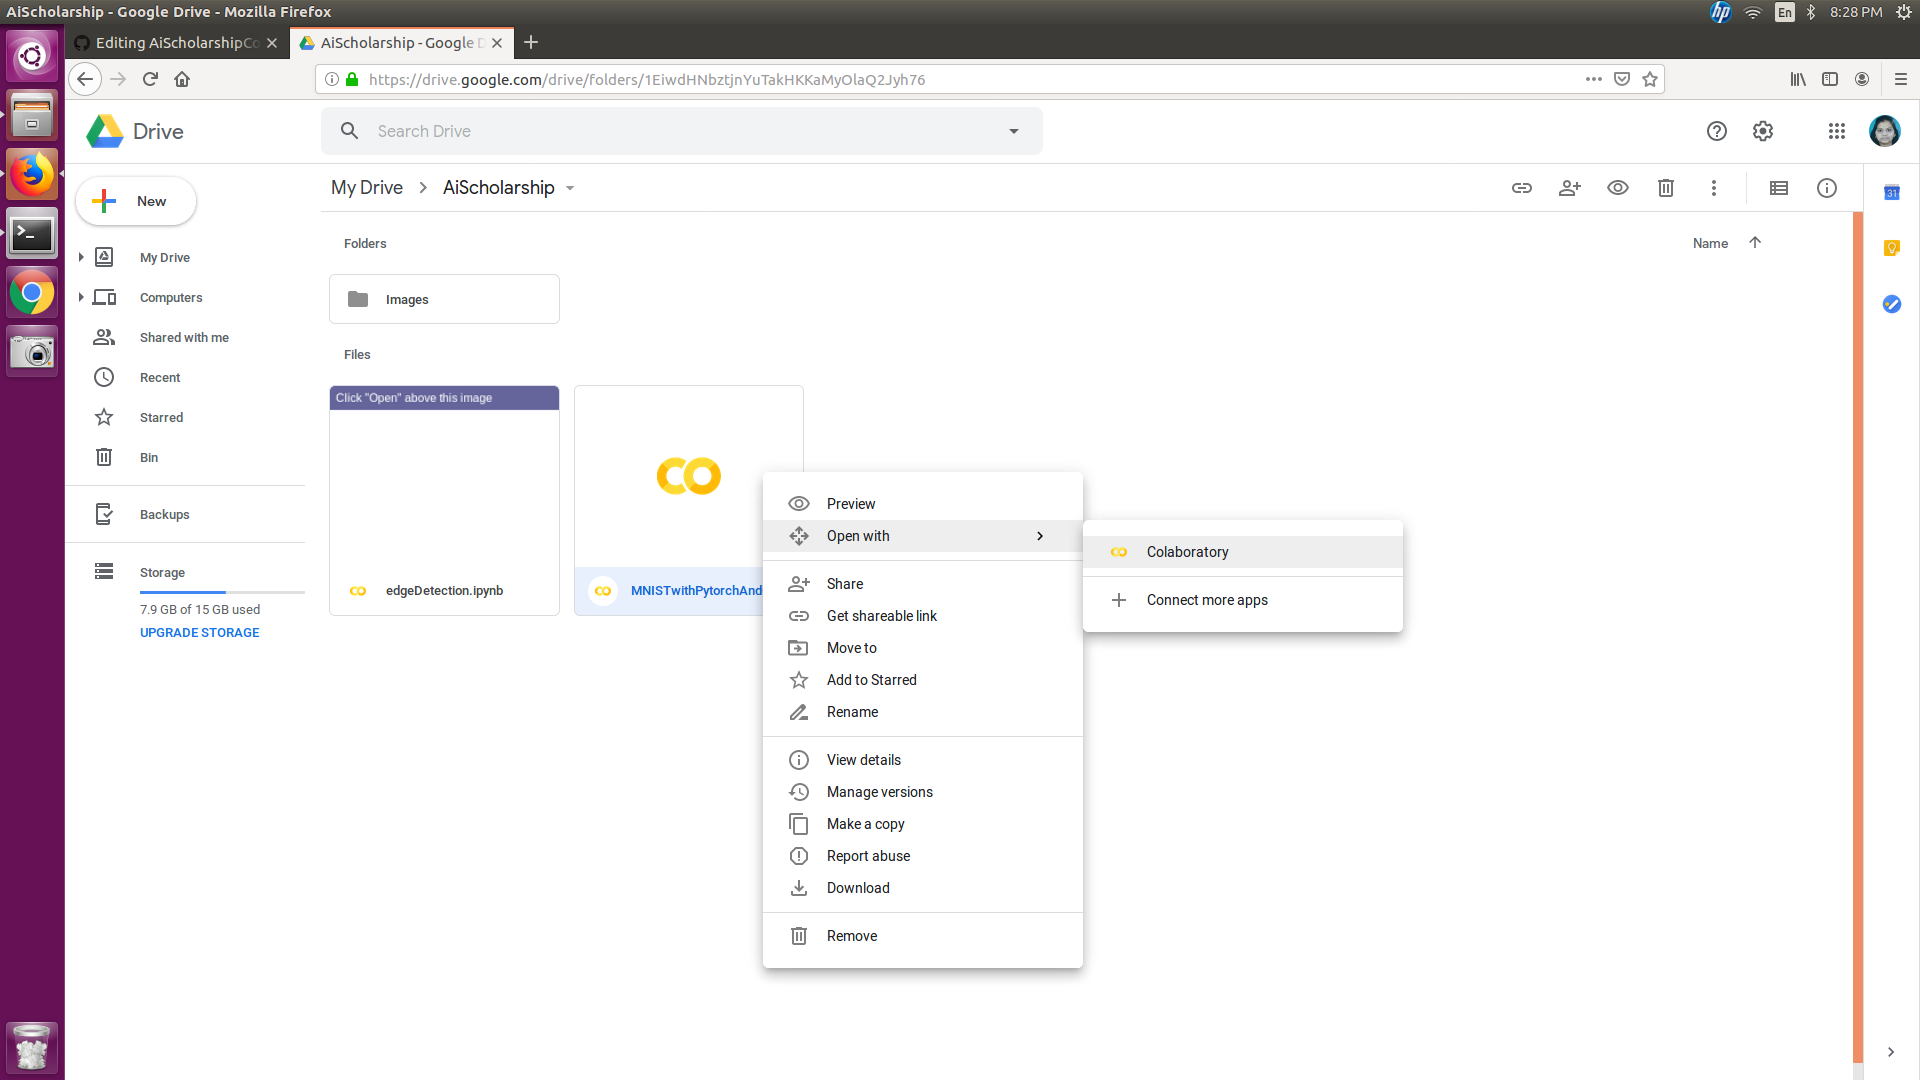 AiScholarship - Google Drive - Mozilla Firefox
En
8:28 PM
Editing AiScholarshipCo
AiScholarship - Google D
https://drive.google.com/drive/folders/1EiwdHNbztjnYuTakHKKaMyOlaQ2Jyh76
Drive
Search Drive
New
My Drive
Computers
Shared with me
Recent
Starred
Bin
Backups
Storage
7.9 GB of 15 GB used
UPGRADE STORAGE
My Drive > AiScholarship
Folders
Name
Images
Files
Click "Open" above this image
edgeDetection.ipynb
MNISTwithPytorchAnd
Preview
Open with
Share
Get shareable link
Move to
Add to Starred
Rename
View details
Manage versions
Make a copy
Report abuse
Download
Remove
Colaboratory
Connect more apps
31
hp